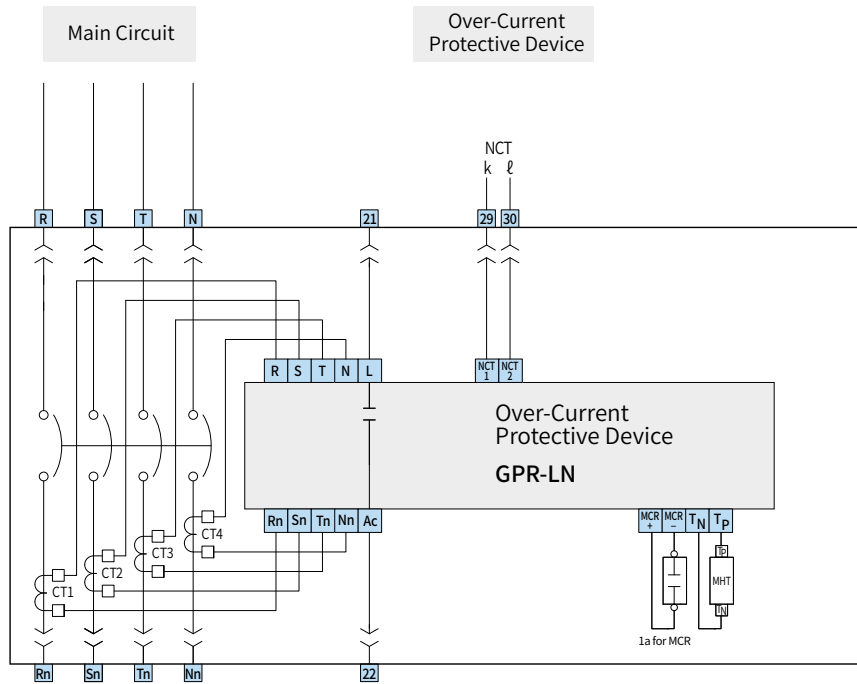 Main Circuit
Over-Current
Protective Device
NCT
k ℓ
R S T N 21 29 30
R S T N L NCT 1 NCT 2
Over-Current
Protective Device
GPR-LN
Rn Sn Tn Nn Ac MCR + MCR − TN TP
CT4
CT3
CT2
CT1
TP
MHT
TN
1a for MCR
Rn Sn Tn Nn 22